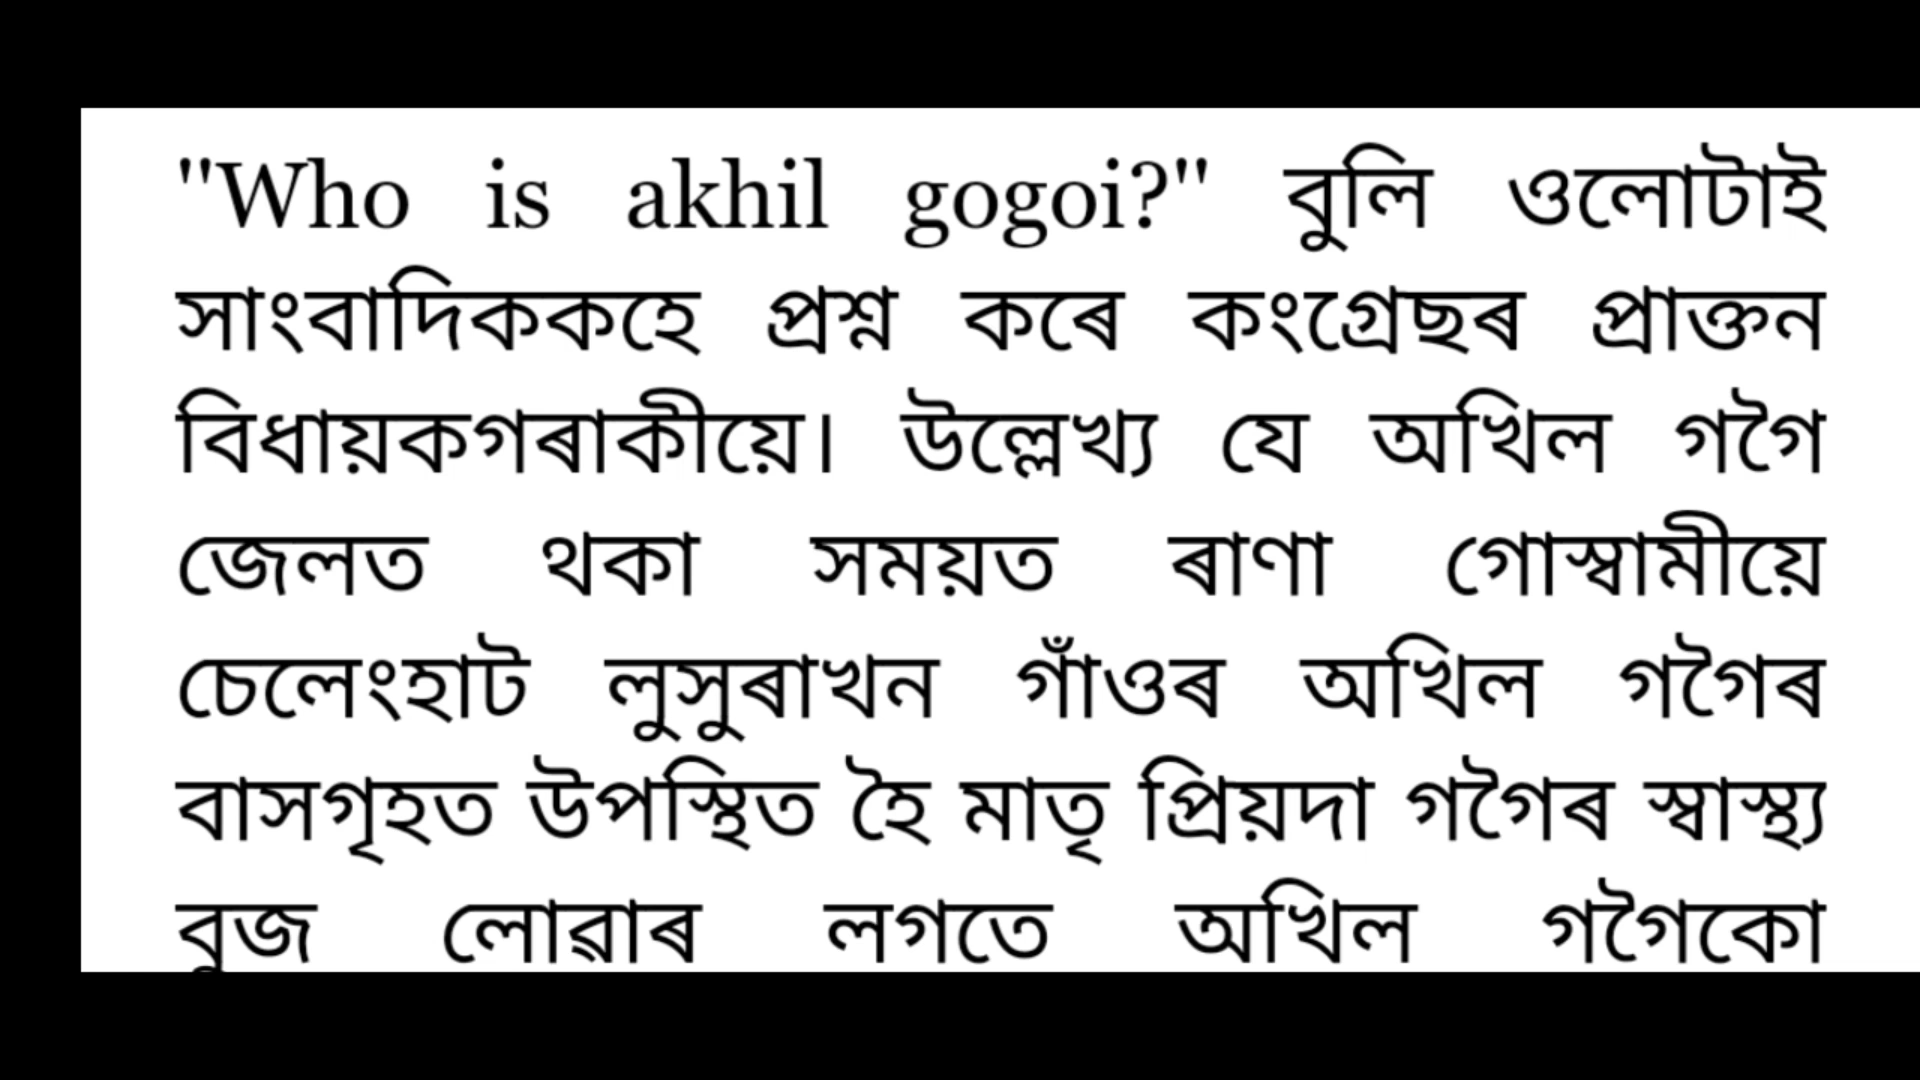 "Who is akhil gogoi?" বুলি ওলোটাই
সাংবাদিককহে প্ৰশ্ন কৰে কংগ্ৰেছৰ প্ৰাক্তন
বিধায়কগৰাকীয়ে। উল্লেখ্য যে অখিল গগৈ
জেলত থকা সময়ত ৰাণা গোস্বামীয়ে
চেলেংহাট লুসুৰাখন গাঁওৰ অখিল গগৈৰ
বাসগৃহত উপস্থিত হৈ মাতৃ প্ৰিয়দা গগৈৰ স্বাস্থ্য
বুজ লোৱাৰ লগতে অখিল গগৈকো